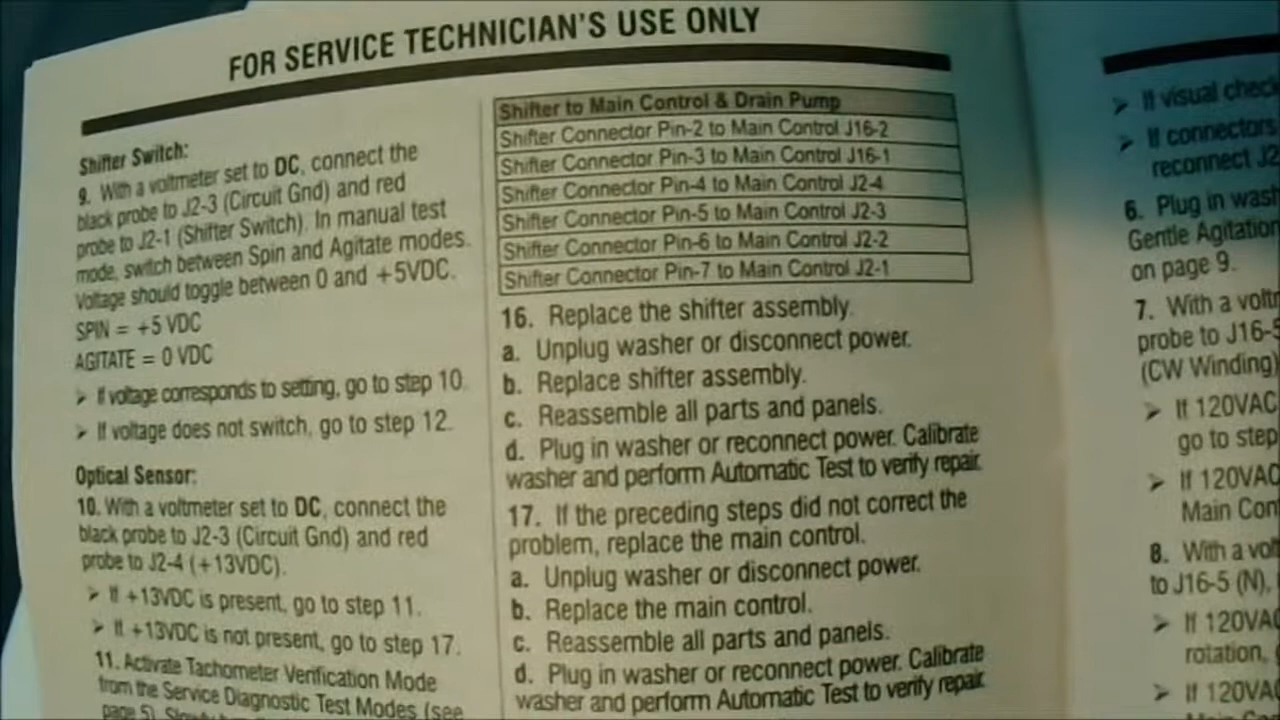 FOR SERVICE TECHNICIAN'S USE ONLY
Shifter Switch:
9. With a voltmeter set to DC, connect the
black probe to J2-3 (Circuit Gnd) and red
probe to J2-1 (Shifter Switch). In manual test
mode, switch between Spin and Agitate modes.
Voltage should toggle between 0 and +5VDC.
SPIN = +5 VDC
AGITATE = 0 VDC
➢ If voltage corresponds to setting, go to step 10.
➢ If voltage does not switch, go to step 12.
Optical Sensor:
10. With a voltmeter set to DC, connect the
black probe to J2-3 (Circuit Gnd) and red
probe to J2-4 (+13VDC).
➢ If +13VDC is present, go to step 11.
➢ If +13VDC is not present, go to step 17.
11. Activate Tachometer Verification Mode
from the Service Diagnostic Test Modes (see
page 5). Slowly
Shifter to Main Control & Drain Pump
Shifter Connector Pin-2 to Main Control J16-2
Shifter Connector Pin-3 to Main Control J16-1
Shifter Connector Pin-4 to Main Control J2-4
Shifter Connector Pin-5 to Main Control J2-3
Shifter Connector Pin-6 to Main Control J2-2
Shifter Connector Pin-7 to Main Control J2-1
16. Replace the shifter assembly.
a. Unplug washer or disconnect power.
b. Replace shifter assembly.
c. Reassemble all parts and panels.
d. Plug in washer or reconnect power. Calibrate
washer and perform Automatic Test to verify repair.
17. If the preceding steps did not correct the
problem, replace the main control.
a. Unplug washer or disconnect power.
b. Replace the main control.
c. Reassemble all parts and panels.
d. Plug in washer or reconnect power. Calibrate
washer and perform Automatic Test to verify repair.
➢ If visual check
➢ If connectors
reconnect J2
6. Plug in wash
Gentle Agitation
on page 9.
7. With a volt
probe to J16-5
(CW Winding)
➢ If 120VAC
go to step
➢ If 120VAC
Main Con
8. With a vol
to J16-5 (N),
➢ If 120VAC
rotation,
➢ If 120VAC